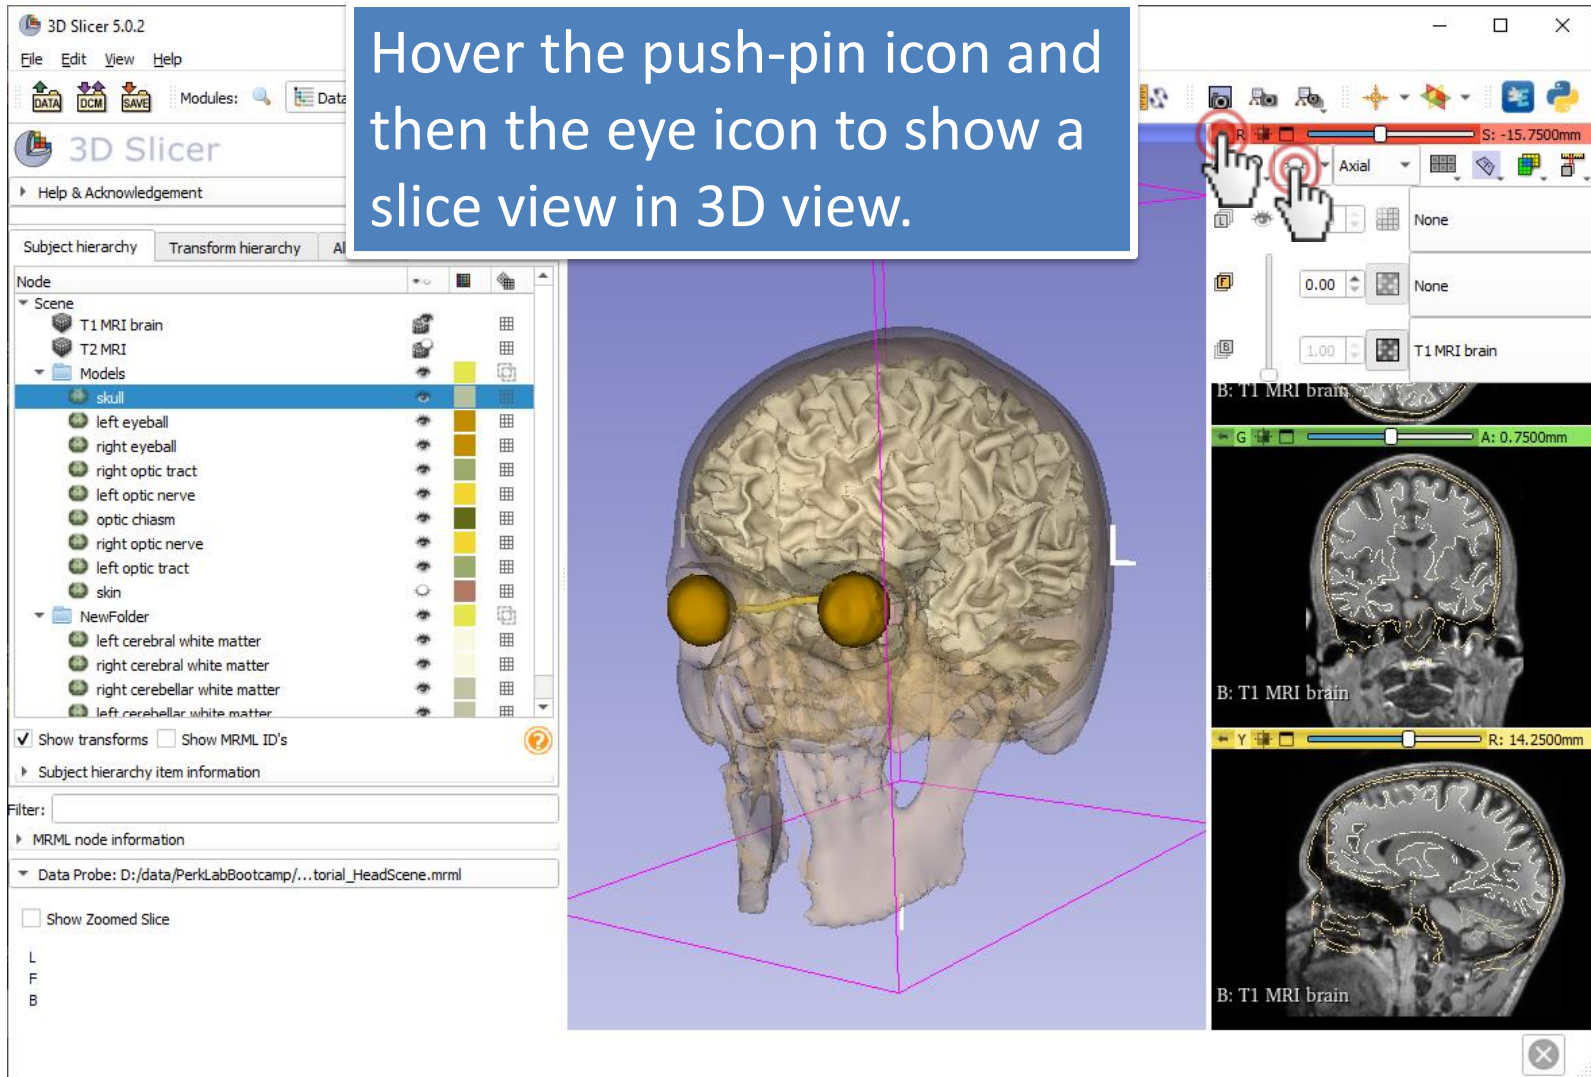 3D Slicer 5.0.2
Hover the push-pin icon and
then the eye icon to show a
slice view in 3D view.
File Edit View Help
DATA DCM SAVE Modules: Data
3D Slicer
Help & Acknowledgement
Subject hierarchy Transform hierarchy Al
Node
Scene
T1 MRI brain
T2 MRI
Models
skull
left eyeball
right eyeball
right optic tract
left optic nerve
optic chiasm
right optic nerve
left optic tract
skin
NewFolder
left cerebral white matter
right cerebral white matter
right cerebellar white matter
left cerebellar white matter
Show transforms Show MRML ID's
Subject hierarchy item information
Filter:
MRML node information
Data Probe: D:/data/PerkLabBootcamp/...torial_HeadScene.mrml
Show Zoomed Slice
L
F
B
L
I
R S: -15.7500mm
Axial
L None
F 0.00 None
B 1.00 T1 MRI brain
B: T1 MRI brain
G A: 0.7500mm
B: T1 MRI brain
Y R: 14.2500mm
B: T1 MRI brain